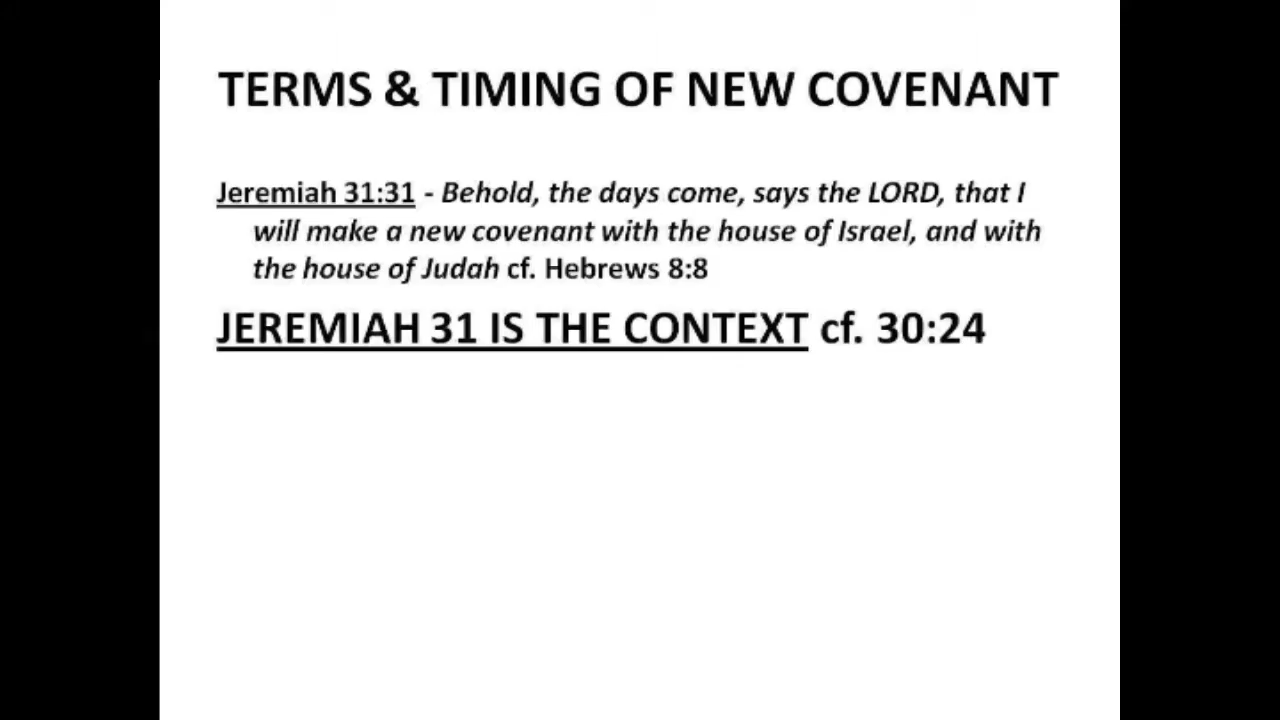 TERMS & TIMING OF NEW COVENANT
Jeremiah 31:31 - Behold, the days come, says the LORD, that I
will make a new covenant with the house of Israel, and with
the house of Judah cf. Hebrews 8:8
JEREMIAH 31 IS THE CONTEXT cf. 30:24